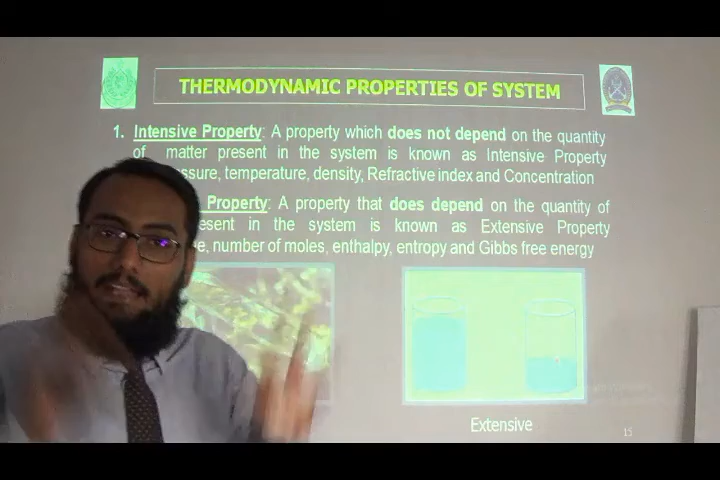 THERMODYNAMIC PROPERTIES OF SYSTEM
1. Intensive Property: A property which does not depend on the quantity
of matter present in the system is known as Intensive Property
temperature, density, Refractive index and Concentration
Property: A property that does depend on the quantity of
in the system is known as Extensive Property
number of moles, enthalpy, entropy and Gibbs free energy
Extensive
15